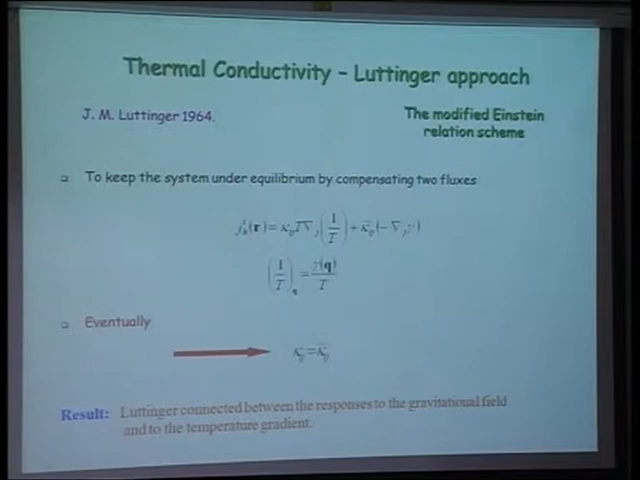 Thermal Conductivity – Luttinger approach
J. M. Luttinger 1964.
The modified Einstein
relation scheme
To keep the system under equilibrium by compensating two fluxes
(1/T)q = γ(q)/T
Eventually
Result: Luttinger connected between the responses to the gravitational field
and to the temperature gradient.